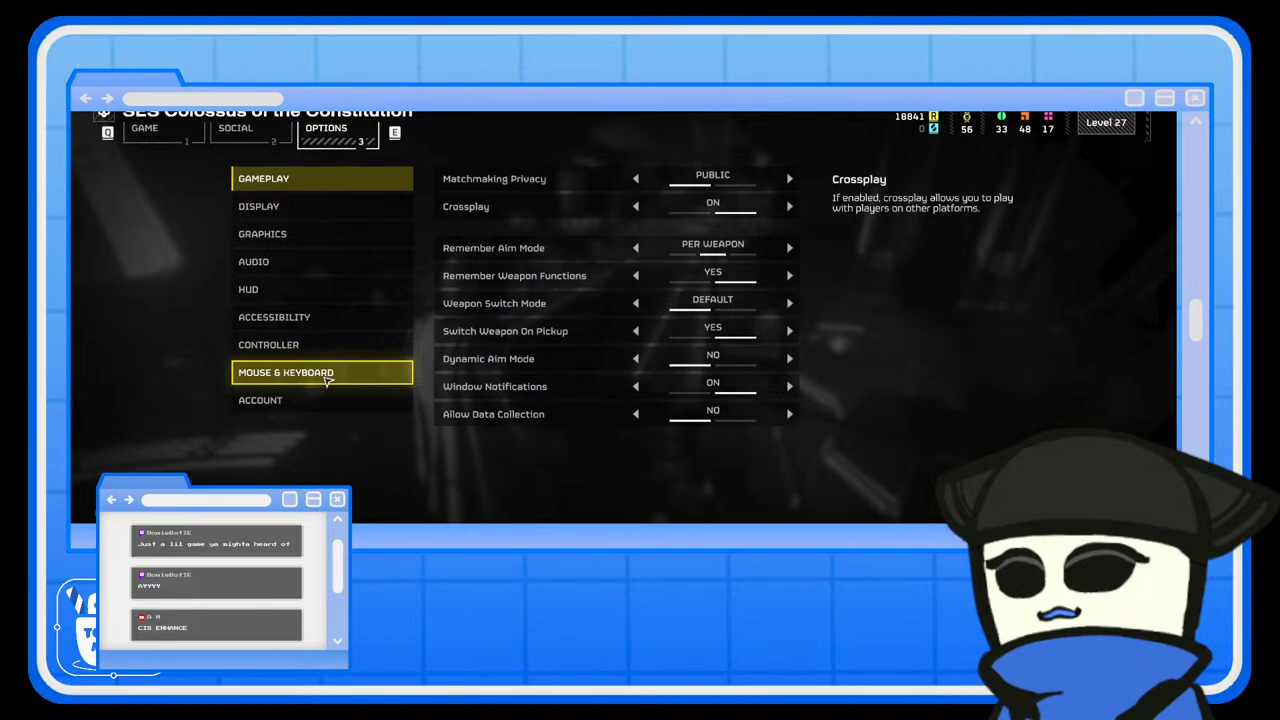 SES Colossus of the Constitution
Q
GAME 1
SOCIAL 2
OPTIONS 3
E
18841 R
0 S
56
33
48
17
Level 27
GAMEPLAY
DISPLAY
GRAPHICS
AUDIO
HUD
ACCESSIBILITY
CONTROLLER
MOUSE & KEYBOARD
ACCOUNT
Matchmaking Privacy PUBLIC
Crossplay ON
Remember Aim Mode PER WEAPON
Remember Weapon Functions YES
Weapon Switch Mode DEFAULT
Switch Weapon On Pickup YES
Dynamic Aim Mode NO
Window Notifications ON
Allow Data Collection NO
Crossplay
If enabled, crossplay allows you to play
with players on other platforms.
Just a lil game ya mighta heard of
AYYYY
A M
CIS ENHANCE